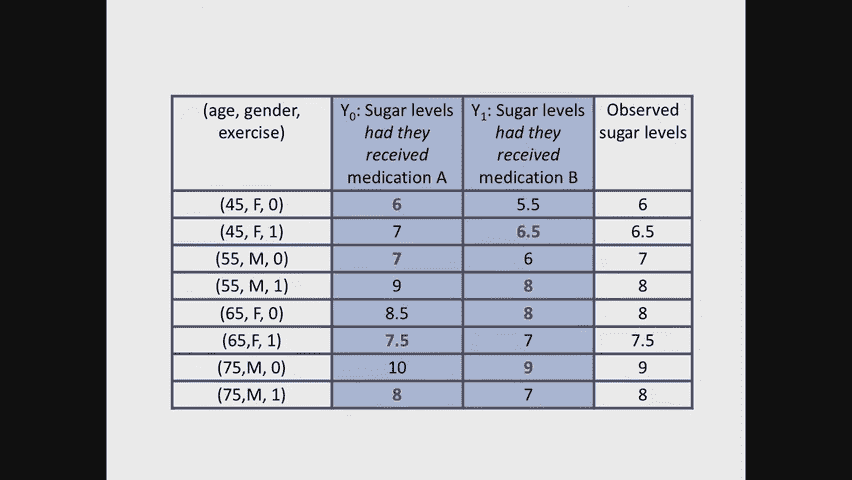 (age, gender, exercise) Y₀: Sugar levels had they received medication A Y₁: Sugar levels had they received medication B Observed sugar levels
(45, F, 0) 6 5.5 6
(45, F, 1) 7 6.5 6.5
(55, M, 0) 7 6 7
(55, M, 1) 9 8 8
(65, F, 0) 8.5 8 8
(65,F, 1) 7.5 7 7.5
(75,M, 0) 10 9 9
(75,M, 1) 8 7 8